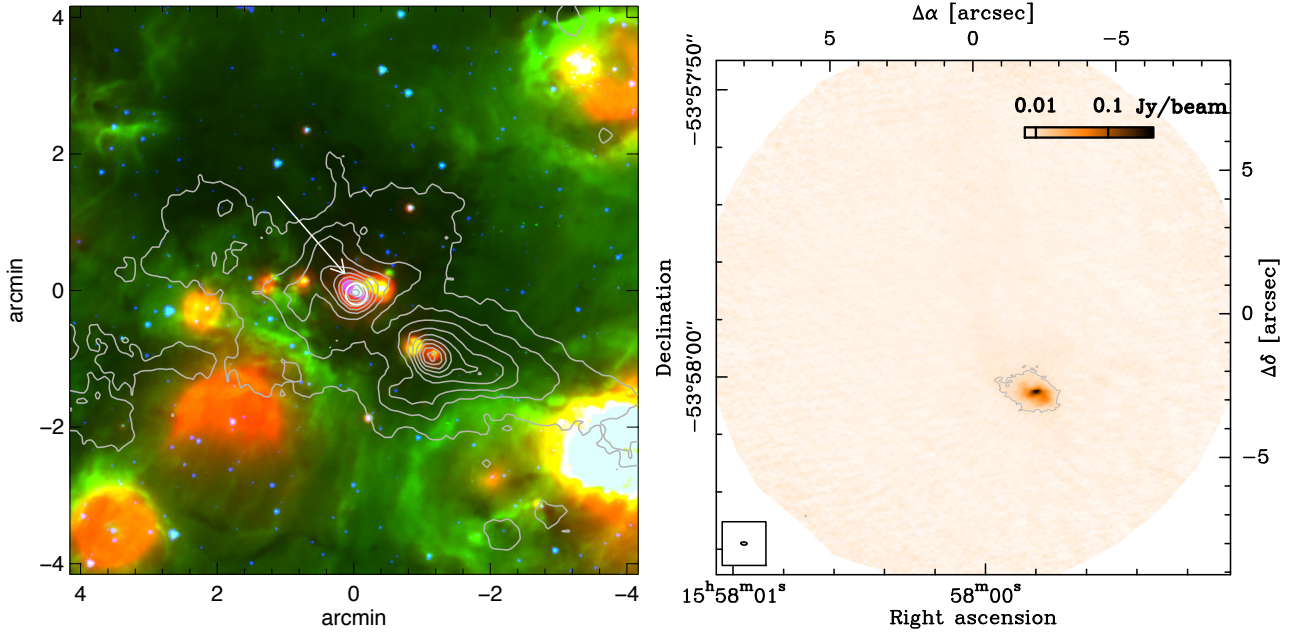 4
2
0
−2
−4
arcmin
4
2
0
−2
−4
arcmin
Δα [arcsec]
5
0
−5
0.01
0.1
Jy/beam
−53°57'50''
−53°58'00''
Declination
5
0
−5
Δδ [arcsec]
15ʰ58ᵐ01ˢ
58ᵐ00ˢ
Right ascension